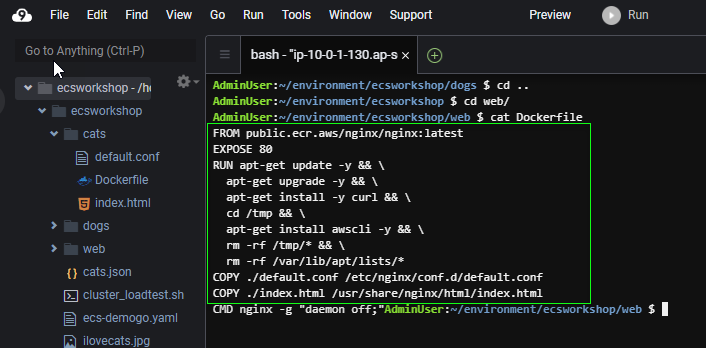 9 File Edit Find View Go Run Tools Window Support Preview Run
Go to Anything (Ctrl-P)
bash - "ip-10-0-1-130.ap-s ×
ecsworkshop - /he
ecsworkshop
cats
default.conf
Dockerfile
index.html
dogs
web
cats.json
cluster_loadtest.sh
ecs-demogo.yaml
ilovecats.jpg
AdminUser:~/environment/ecsworkshop/dogs $ cd ..
AdminUser:~/environment/ecsworkshop $ cd web/
AdminUser:~/environment/ecsworkshop/web $ cat Dockerfile
FROM public.ecr.aws/nginx/nginx:latest
EXPOSE 80
RUN apt-get update -y && \
apt-get upgrade -y && \
apt-get install -y curl && \
cd /tmp && \
apt-get install awscli -y && \
rm -rf /tmp/* && \
rm -rf /var/lib/apt/lists/*
COPY ./default.conf /etc/nginx/conf.d/default.conf
COPY ./index.html /usr/share/nginx/html/index.html
CMD nginx -g "daemon off;"AdminUser:~/environment/ecsworkshop/web $